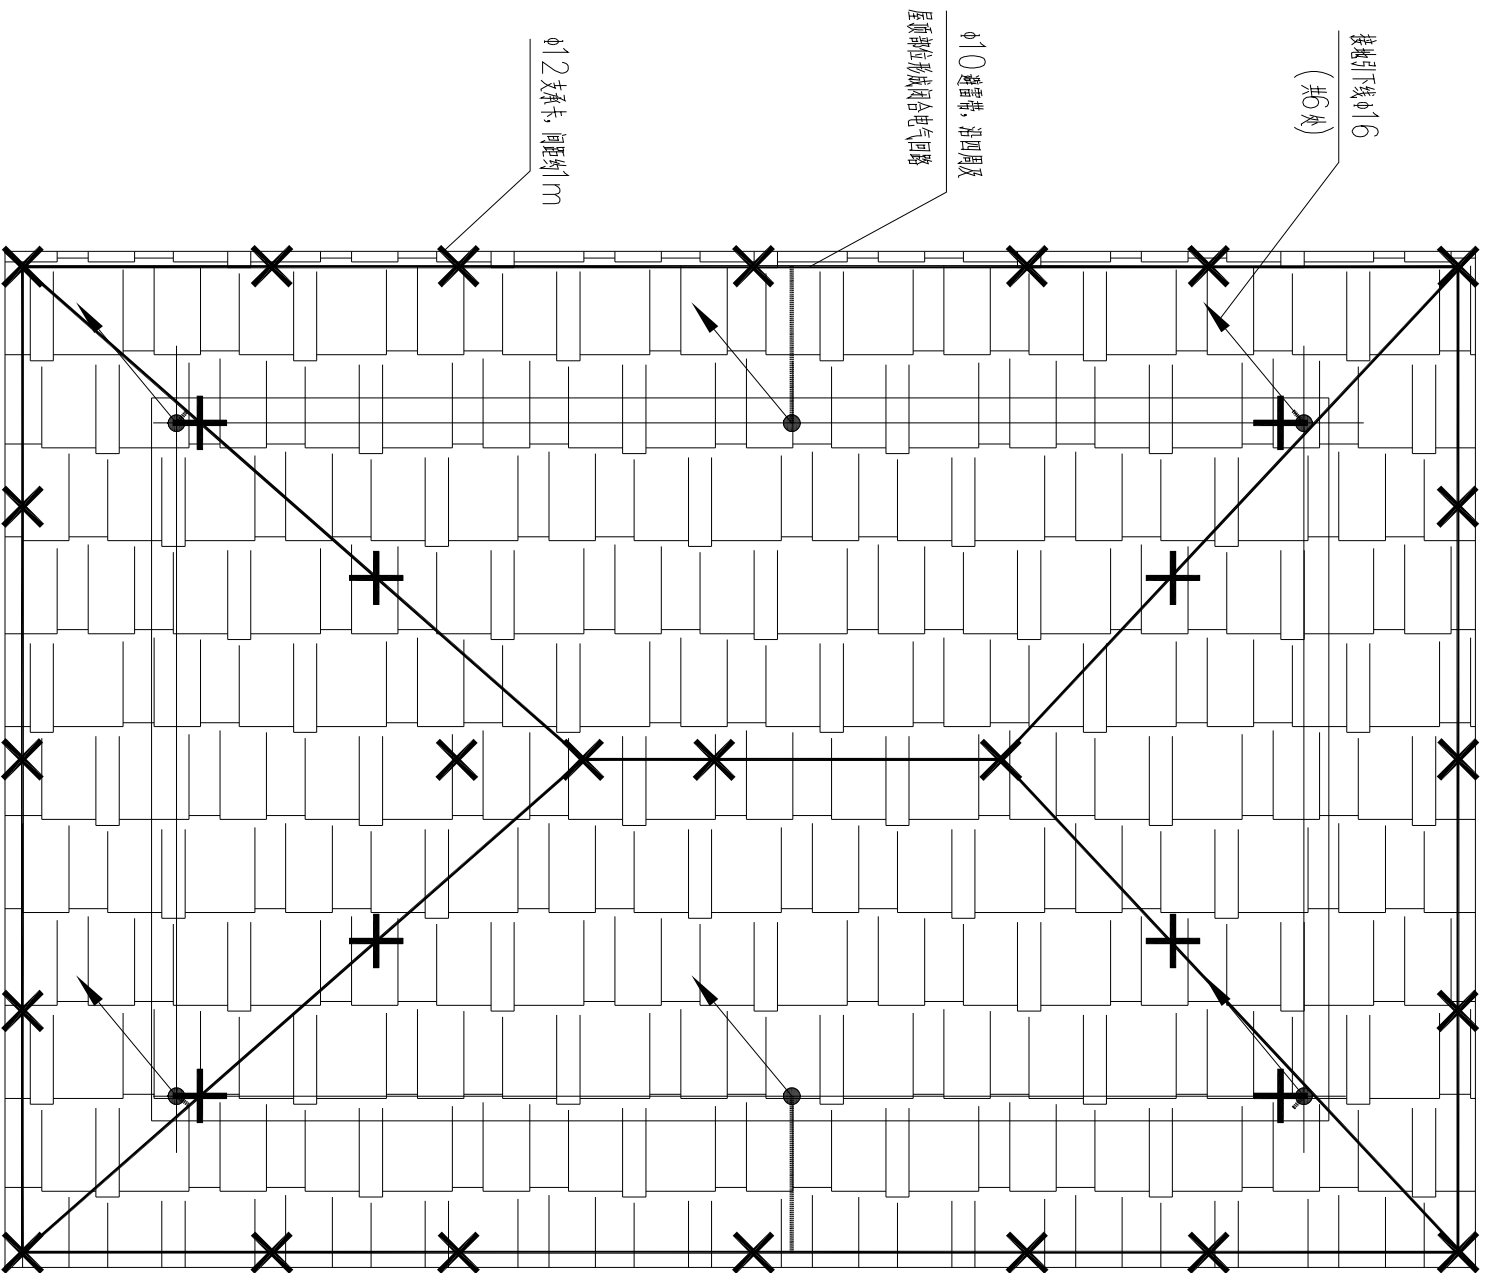 接地引下线φ16
(共6处)
φ10避雷带, 沿四周及
屋顶部位形成闭合电气回路
φ12支承卡, 间距约1m